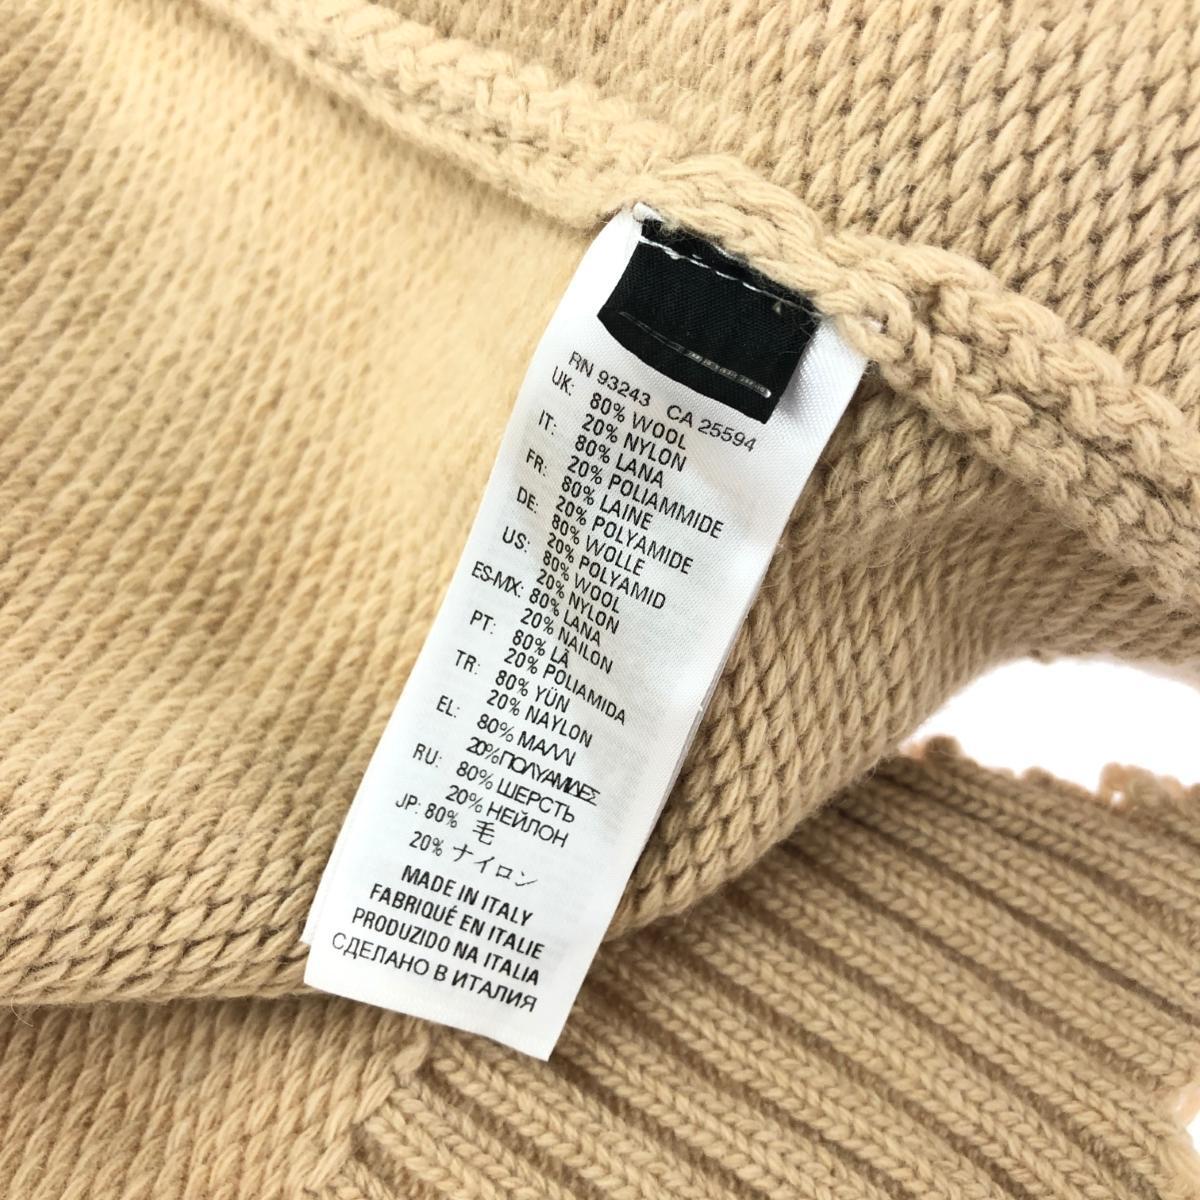 RN 93243 CA 25594
UK: 80% WOOL
20% NYLON
IT: 80% LANA
20% POLIAMMIDE
FR: 80% LAINE
20% POLYAMIDE
DE: 80% WOLLE
20% POLYAMID
US: 80% WOOL
20% NYLON
ES-MX: 80% LANA
20% NAILON
PT: 80% LÃ
20% POLIAMIDA
TR: 80% YÜN
20% NAYLON
EL: 80% ΜΑΛΛΙ
20% ΠΟΛΥΑΜΙΔΕΣ
RU: 80% ШЕРСТЬ
20% НЕЙЛОН
JP: 80% 毛
20% ナイロン
MADE IN ITALY
FABRIQUÉ EN ITALIE
PRODUZIDO NA ITALIA
СДЕЛАНО В ИТАЛИЯ